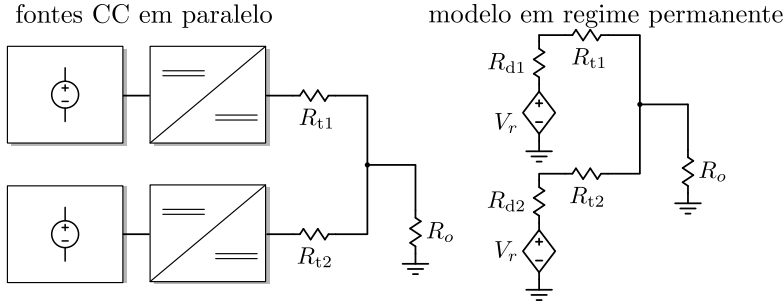 fontes CC em paralelo
R_t1
R_t2
R_o
modelo em regime permanente
R_d1
R_t1
V_r
R_d2
R_t2
V_r
R_o